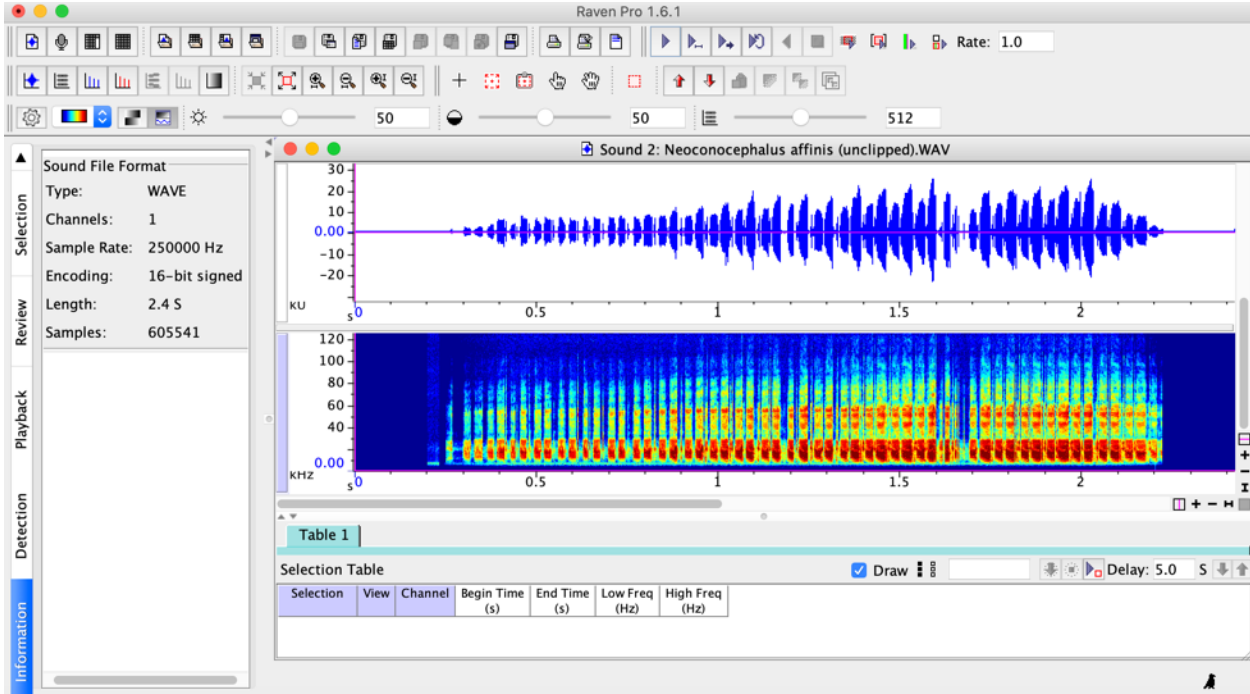 Raven Pro 1.6.1
Rate: 1.0
50 50 512
Sound File Format
Type: WAVE
Channels: 1
Sample Rate: 250000 Hz
Encoding: 16-bit signed
Length: 2.4 S
Samples: 605541
Selection
Review
Playback
Detection
Information
Sound 2: Neoconocephalus affinis (unclipped).WAV
30
20
10
0.00
-10
-20
kU
s 0 0.5 1 1.5 2
120
100
80
60
40
0.00
kHz
s 0 0.5 1 1.5 2
Table 1
Selection Table
Draw
Delay: 5.0 S
Selection View Channel Begin Time (s) End Time (s) Low Freq (Hz) High Freq (Hz)